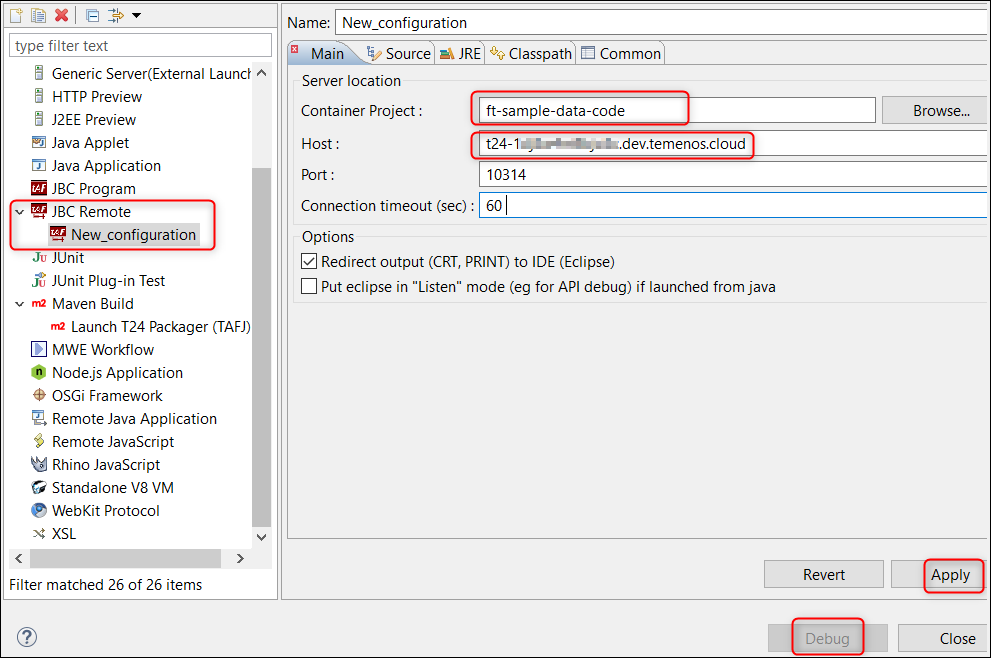 type filter text
Generic Server(External Launch
HTTP Preview
J2EE Preview
Java Applet
Java Application
JBC Program
JBC Remote
New_configuration
JUnit
JUnit Plug-in Test
Maven Build
Launch T24 Packager (TAFJ)
MWE Workflow
Node.js Application
OSGi Framework
Remote Java Application
Remote JavaScript
Rhino JavaScript
Standalone V8 VM
WebKit Protocol
XSL
Filter matched 26 of 26 items
Name: New_configuration
Main Source JRE Classpath Common
Server location
Container Project : ft-sample-data-code Browse...
Host : t24-1 .dev.temenos.cloud
Port : 10314
Connection timeout (sec) : 60
Options
Redirect output (CRT, PRINT) to IDE (Eclipse)
Put eclipse in "Listen" mode (eg for API debug) if launched from java
Revert Apply
Debug Close